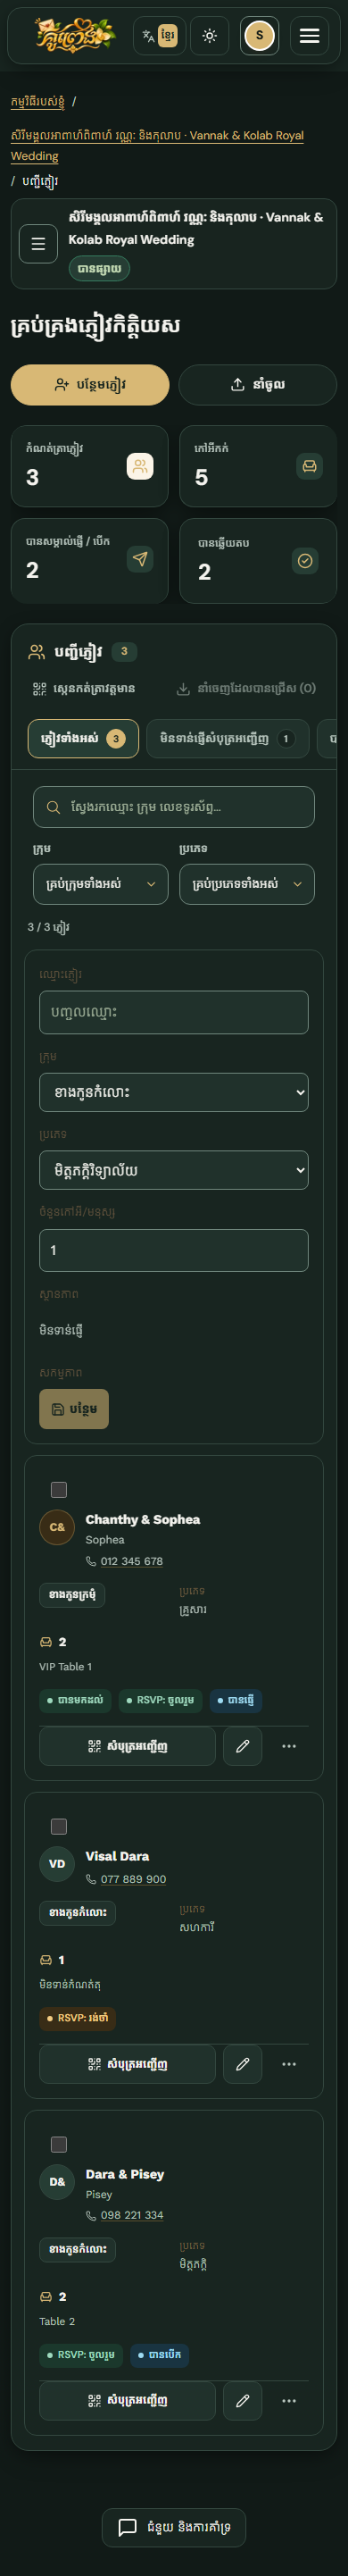 គូព្រេង
ខ្មែរ
S
កម្មវិធីរបស់ខ្ញុំ /
សិរីមង្គលអាពាហ៍ពិពាហ៍ វណ្ណៈ និងកុលាប · Vannak & Kolab Royal
Wedding
/ បញ្ជីភ្ញៀវ
សិរីមង្គលអាពាហ៍ពិពាហ៍ វណ្ណៈ និងកុលាប · Vannak &
Kolab Royal Wedding
បានផ្សាយ
គ្រប់គ្រងភ្ញៀវកិត្តិយស
បន្ថែមភ្ញៀវ
នាំចូល
កំណត់ត្រាភ្ញៀវ
3
កៅអីកក់
5
បានសម្គាល់ផ្ញើ / បើក
2
បានឆ្លើយតប
2
បញ្ជីភ្ញៀវ 3
ស្កេនកត់ត្រាវត្តមាន
នាំចេញដែលបានជ្រើស (0)
ភ្ញៀវទាំងអស់ 3
មិនទាន់ផ្ញើសំបុត្រអញ្ជើញ 1
ស្វែងរកឈ្មោះ ក្រុម លេខទូរស័ព្ទ...
ក្រុម
ប្រភេទ
គ្រប់ក្រុមទាំងអស់
គ្រប់ប្រភេទទាំងអស់
3 / 3 ភ្ញៀវ
ឈ្មោះភ្ញៀវ
បញ្ចូលឈ្មោះ
ក្រុម
ខាងកូនកំលោះ
ប្រភេទ
មិត្តភក្តិវិទ្យាល័យ
ចំនួនកៅអី/មនុស្ស
1
ស្ថានភាព
មិនទាន់ផ្ញើ
សកម្មភាព
បន្ថែម
C&
Chanthy & Sophea
Sophea
012 345 678
ខាងកូនក្រមុំ
ប្រភេទ
គ្រួសារ
2
VIP Table 1
បានមកដល់
RSVP: ចូលរួម
បានផ្ញើ
សំបុត្រអញ្ជើញ
VD
Visal Dara
077 889 900
ខាងកូនកំលោះ
ប្រភេទ
សហការី
1
មិនទាន់កំណត់តុ
RSVP: រង់ចាំ
សំបុត្រអញ្ជើញ
D&
Dara & Pisey
Pisey
098 221 334
ខាងកូនកំលោះ
ប្រភេទ
មិត្តភក្តិ
2
Table 2
RSVP: ចូលរួម
បានបើក
សំបុត្រអញ្ជើញ
ជំនួយ និងការគាំទ្រ